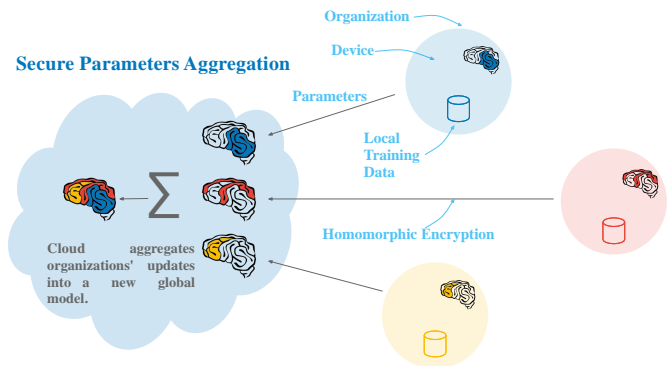 Organization
Device
Secure Parameters Aggregation
Parameters
Local
Training
Data
∑
Homomorphic Encryption
Cloud aggregates
organizations' updates
into a new global
model.